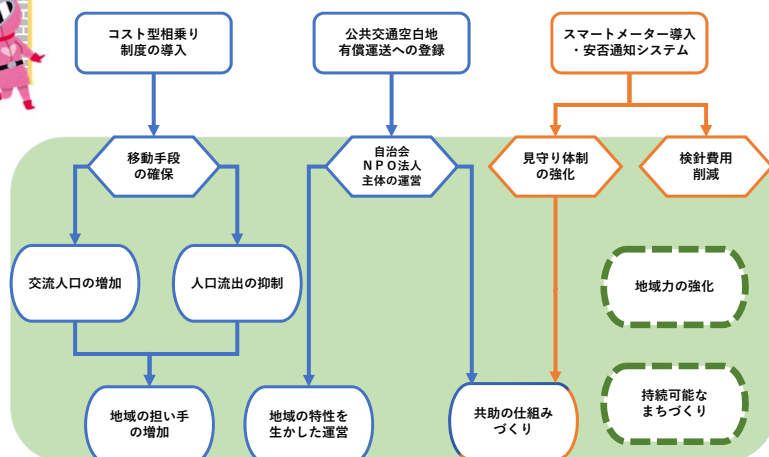 コスト型相乗り
制度の導入
公共交通空白地
有償運送への登録
スマートメーター導入
・安否通知システム
移動手段
の確保
自治会
ＮＰＯ法人
主体の運営
見守り体制
の強化
検針費用
削減
交流人口の増加
人口流出の抑制
地域力の強化
地域の担い手
の増加
地域の特性を
生かした運営
共助の仕組み
づくり
持続可能な
まちづくり